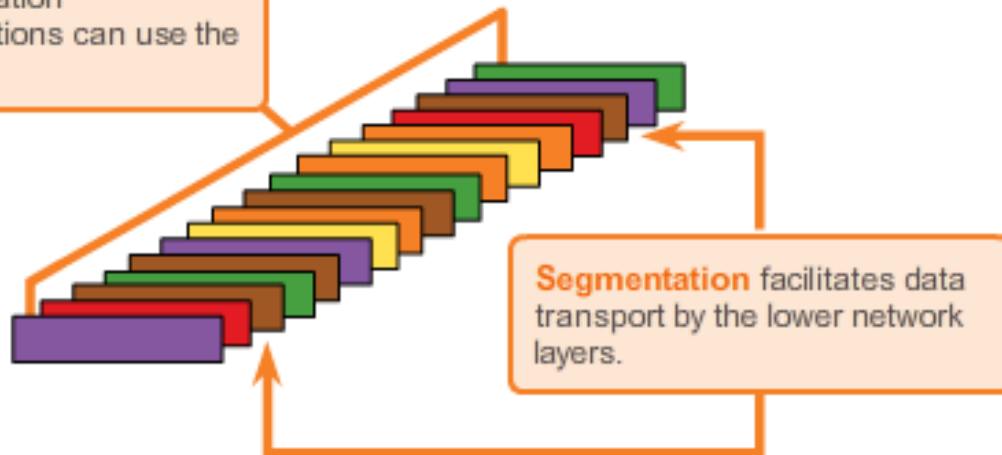 ation
tions can use the
Segmentation facilitates data
transport by the lower network
layers.